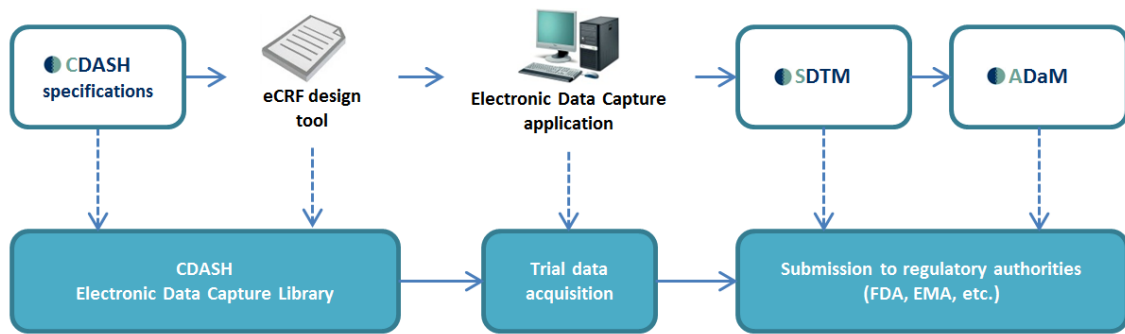 CDASH
specifications
eCRF design
tool
Electronic Data Capture
application
SDTM
ADaM
CDASH
Electronic Data Capture Library
Trial data
acquisition
Submission to regulatory authorities
(FDA, EMA, etc.)